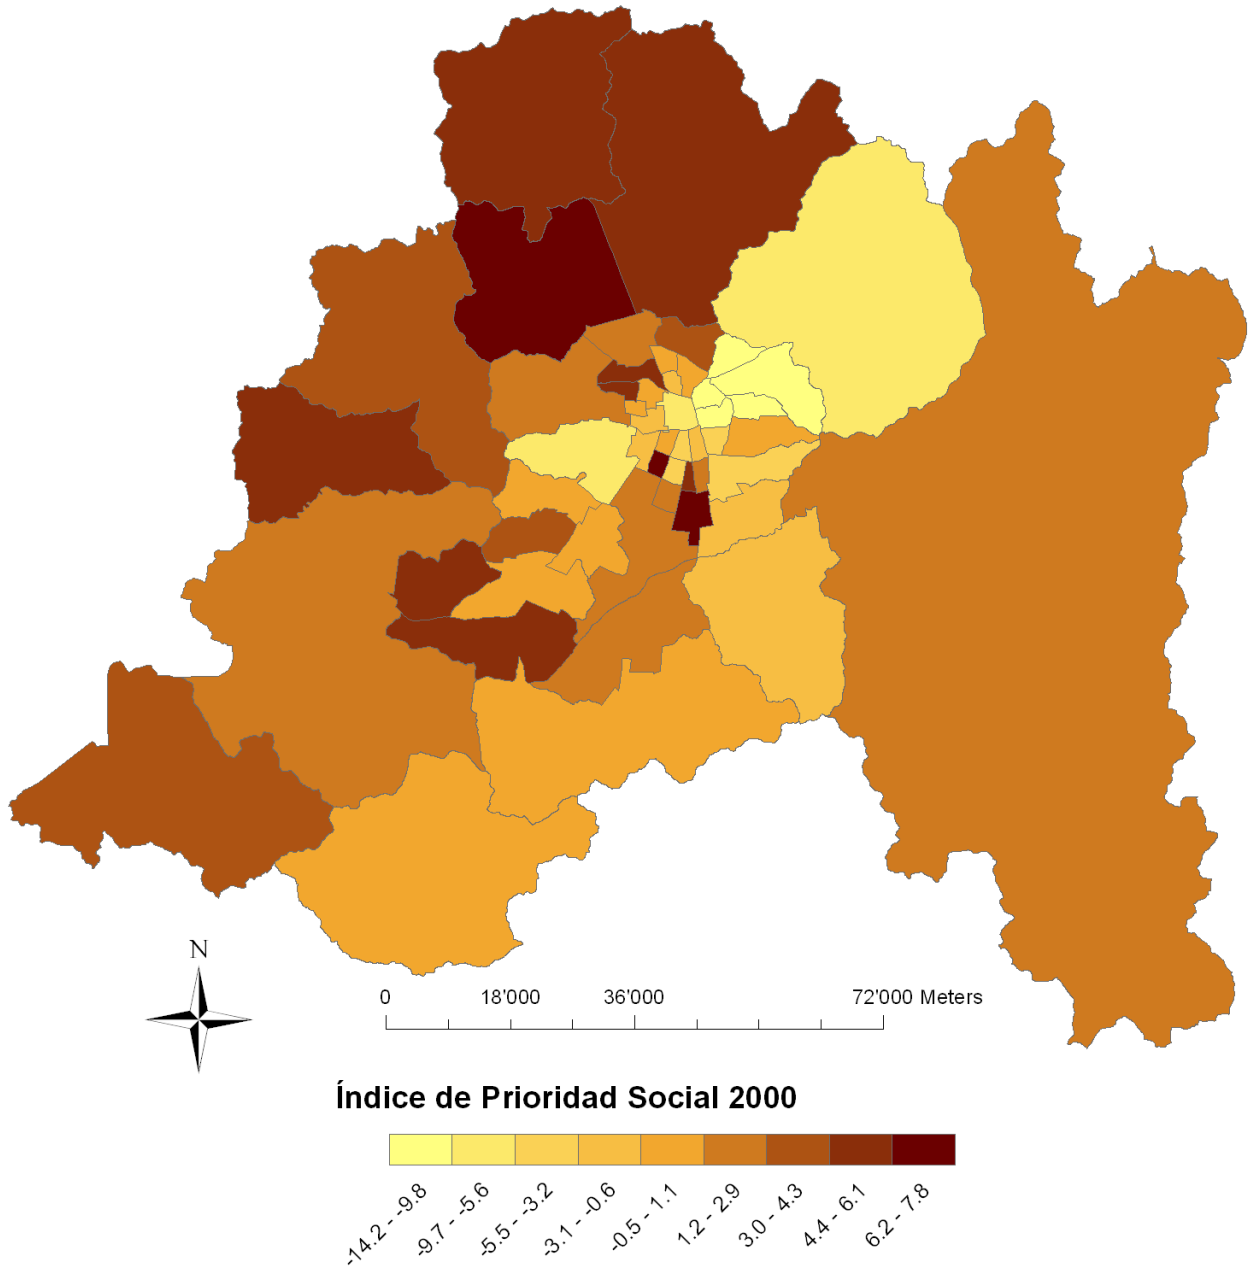 N
0 18'000 36'000 72'000 Meters
Índice de Prioridad Social 2000
-14.2 - -9.8
-9.7 - -5.6
-5.5 - -3.2
-3.1 - -0.6
-0.5 - 1.1
1.2 - 2.9
3.0 - 4.3
4.4 - 6.1
6.2 - 7.8